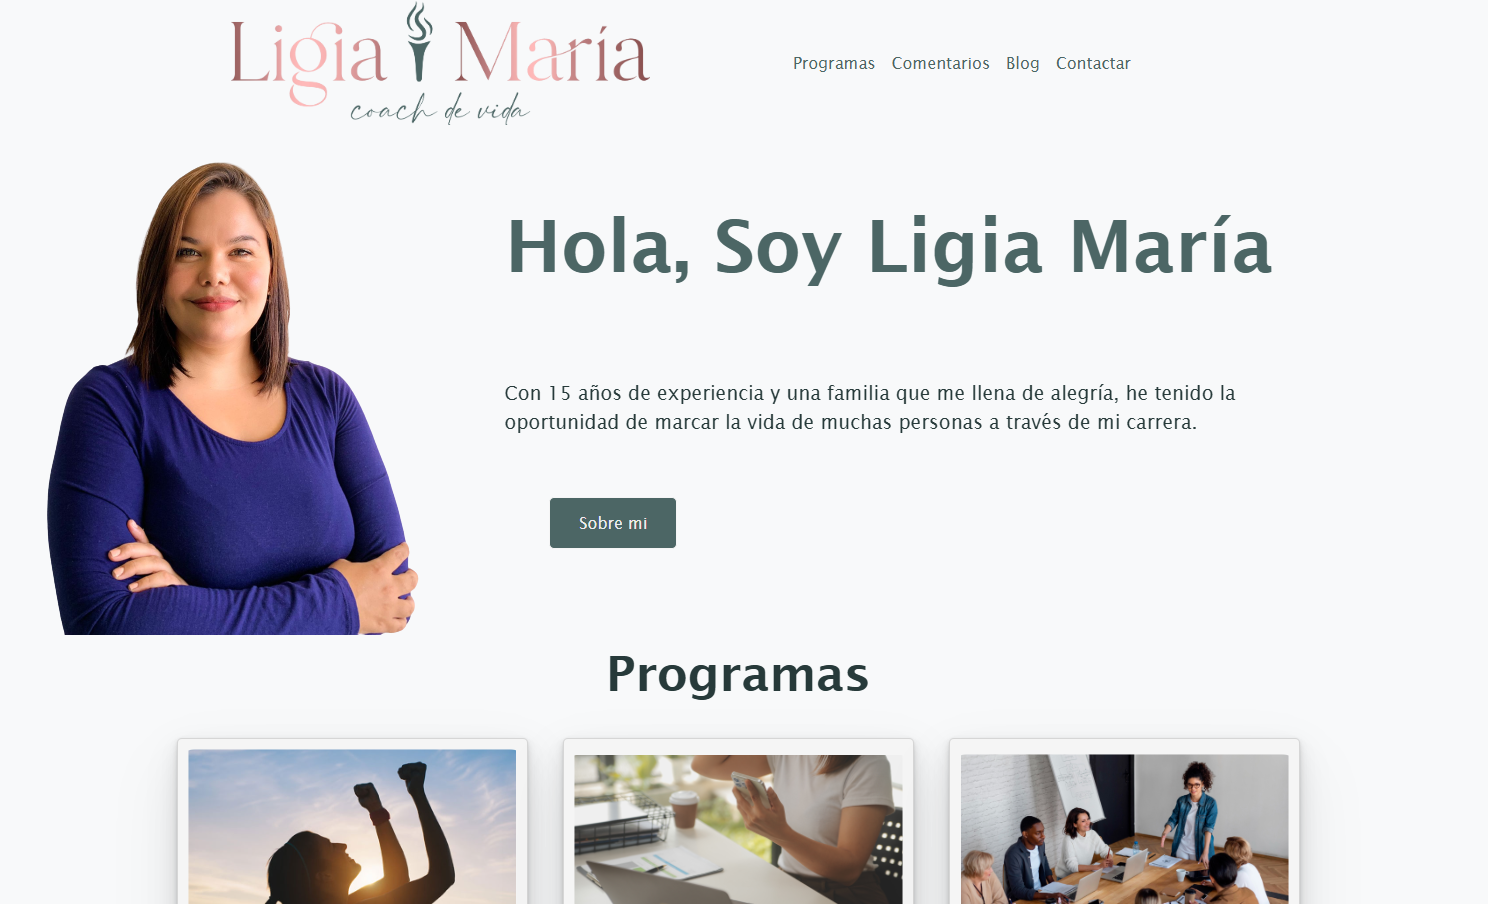 Ligia María
coach de vida
Programas Comentarios Blog Contactar
Hola, Soy Ligia María
Con 15 años de experiencia y una familia que me llena de alegría, he tenido la
oportunidad de marcar la vida de muchas personas a través de mi carrera.
Sobre mi
Programas